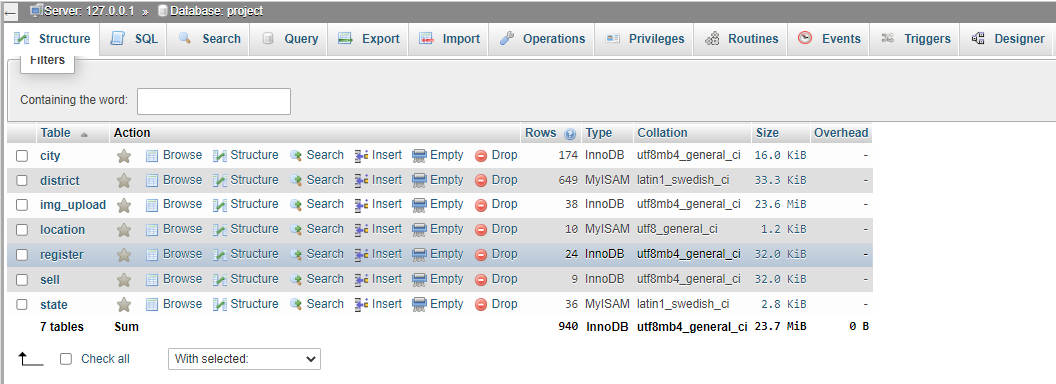 Server: 127.0.0.1 » Database: project
Structure SQL Search Query Export Import Operations Privileges Routines Events Triggers Designer
Filters
Containing the word:
Table Action Rows Type Collation Size Overhead
city Browse Structure Search Insert Empty Drop 174 InnoDB utf8mb4_general_ci 16.0 KiB -
district Browse Structure Search Insert Empty Drop 649 MyISAM latin1_swedish_ci 33.3 KiB -
img_upload Browse Structure Search Insert Empty Drop 38 InnoDB utf8mb4_general_ci 23.6 MiB -
location Browse Structure Search Insert Empty Drop 10 MyISAM utf8_general_ci 1.2 KiB -
register Browse Structure Search Insert Empty Drop 24 InnoDB utf8mb4_general_ci 32.0 KiB -
sell Browse Structure Search Insert Empty Drop 9 InnoDB utf8mb4_general_ci 32.0 KiB -
state Browse Structure Search Insert Empty Drop 36 MyISAM latin1_swedish_ci 2.8 KiB -
7 tables Sum 940 InnoDB utf8mb4_general_ci 23.7 MiB 0 B
Check all With selected: